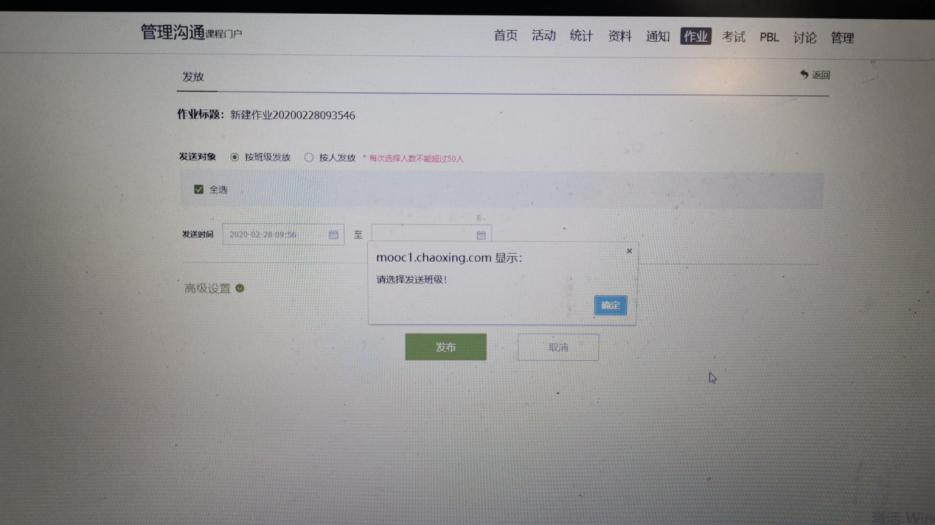 管理沟通课程门户
首页 活动 统计 资料 通知 作业 考试 PBL 讨论 管理
发放
返回
作业标题：新建作业20200228093546
发送对象 按班级发放 按人发放 * 每次选择人数不能超过50人
全选
发送时间 2020-02-28 09:56 至
mooc1.chaoxing.com 显示：
请选择发送班级！
确定
高级设置
发布 取消